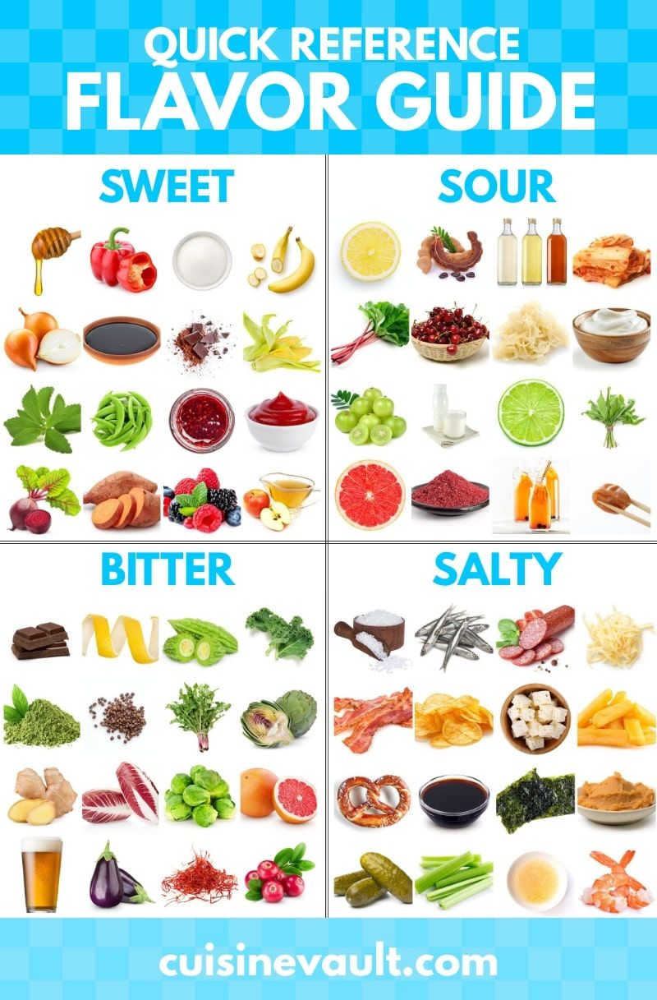 QUICK REFERENCE
FLAVOR GUIDE
SWEET
SOUR
BITTER
SALTY
cuisinevault.com